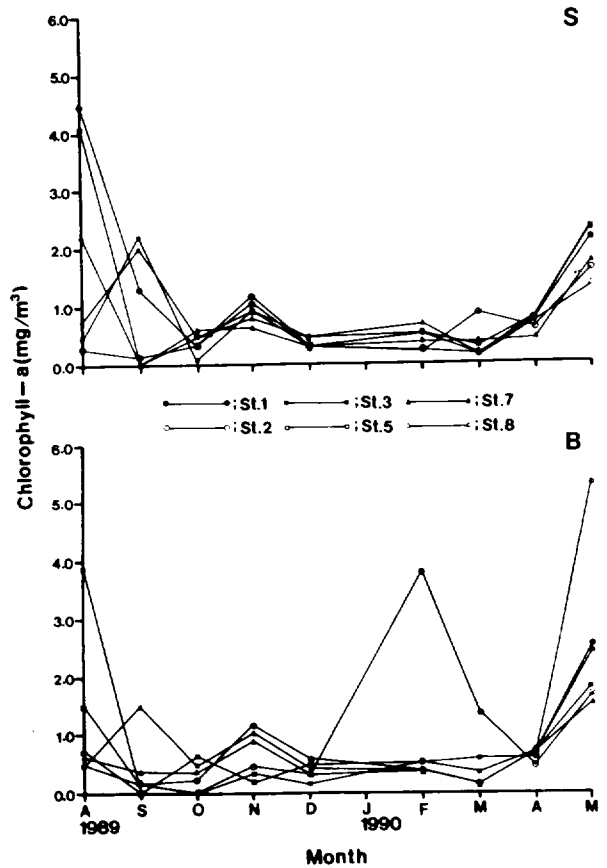 S
6.0
5.0
4.0
3.0
2.0
1.0
0.0
;St.1 ;St.3 ;St.7
;St.2 ;St.5 ;St.8
Chlorophyll-a(mg/m³)
B
6.0
5.0
4.0
3.0
2.0
1.0
0.0
A S O N D J F M A M
1989 1990
Month